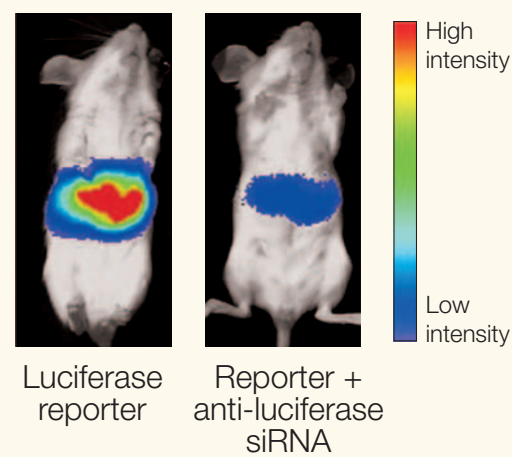 High
intensity
Low
intensity
Luciferase
reporter
Reporter +
anti-luciferase
siRNA